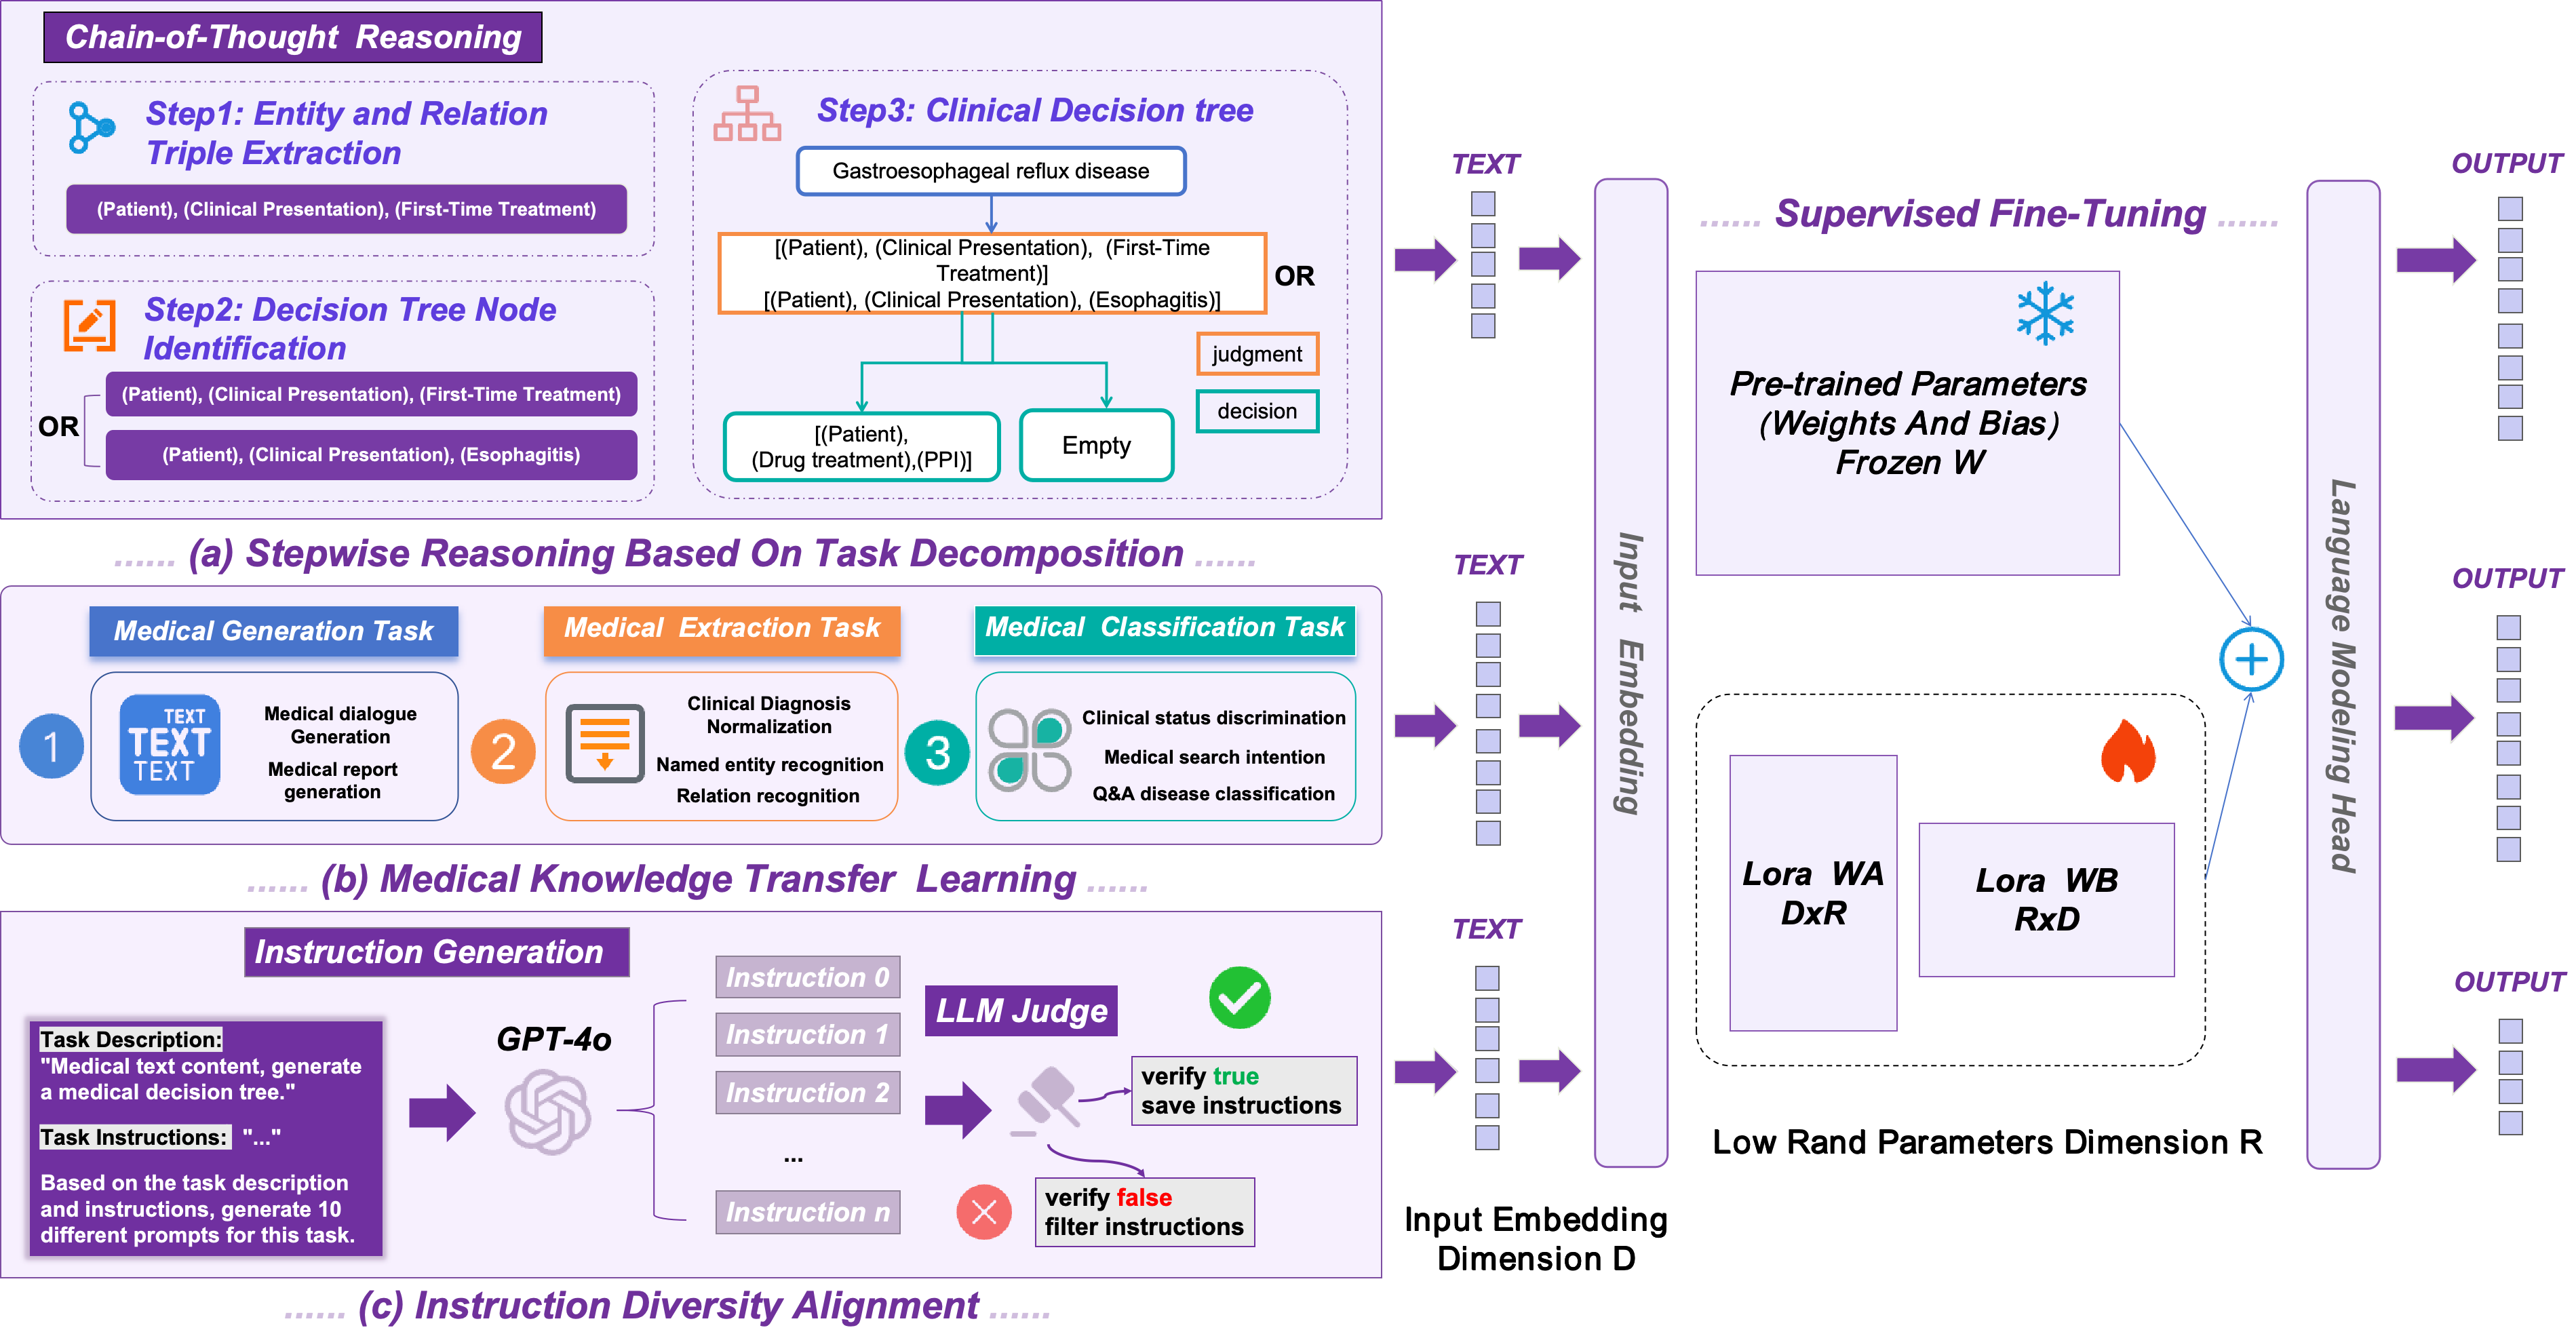 Chain-of-Thought Reasoning
Step1: Entity and Relation
Triple Extraction
(Patient), (Clinical Presentation), (First-Time Treatment)
Step2: Decision Tree Node
Identification
OR
(Patient), (Clinical Presentation), (First-Time Treatment)
(Patient), (Clinical Presentation), (Esophagitis)
Step3: Clinical Decision tree
Gastroesophageal reflux disease
[(Patient), (Clinical Presentation), (First-Time
Treatment)]
[(Patient), (Clinical Presentation), (Esophagitis)]
OR
judgment
decision
[(Patient),
(Drug treatment),(PPI)]
Empty
...... (a) Stepwise Reasoning Based On Task Decomposition ......
Medical Generation Task
1
TEXT
TEXT
TEXT
Medical dialogue
Generation
Medical report
generation
Medical Extraction Task
2
Clinical Diagnosis
Normalization
Named entity recognition
Relation recognition
Medical Classification Task
3
Clinical status discrimination
Medical search intention
Q&A disease classification
...... (b) Medical Knowledge Transfer Learning ......
Instruction Generation
Task Description:
"Medical text content, generate
a medical decision tree."
Task Instructions: "..."
Based on the task description
and instructions, generate 10
different prompts for this task.
GPT-4o
Instruction 0
Instruction 1
Instruction 2
...
Instruction n
LLM Judge
verify true
save instructions
verify false
filter instructions
...... (c) Instruction Diversity Alignment ......
TEXT
TEXT
TEXT
Input Embedding
Dimension D
Input Embedding
...... Supervised Fine-Tuning ......
Pre-trained Parameters
(Weights And Bias)
Frozen W
Lora WA
DxR
Lora WB
RxD
Low Rand Parameters Dimension R
Language Modeling Head
OUTPUT
OUTPUT
OUTPUT